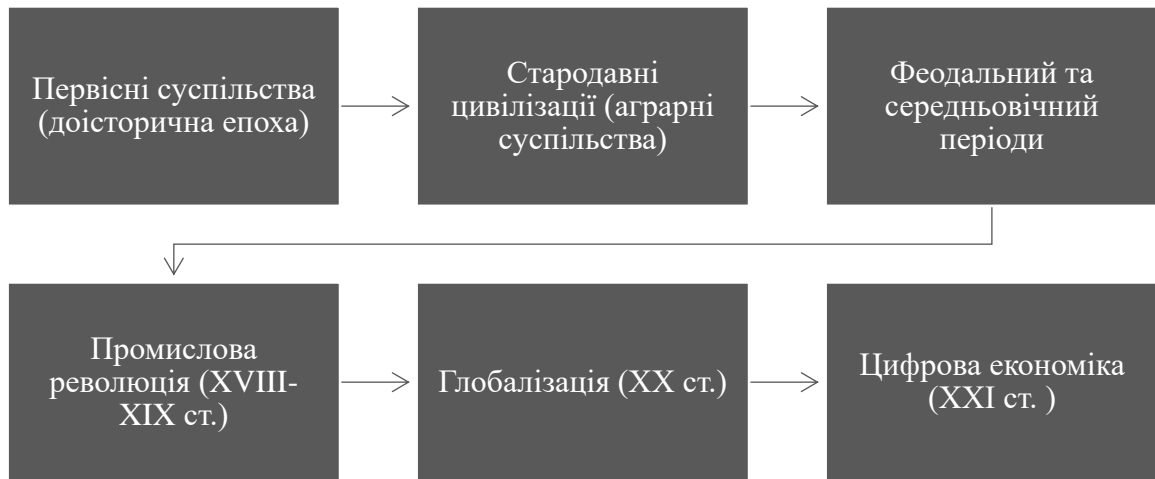 Первісні суспільства
(доісторична епоха)
Стародавні
цивілізації (аграрні
суспільства)
Феодальний та
середньовічний
періоди
Промислова
революція (XVIII-
XIX ст.)
Глобалізація (XX ст.)
Цифрова економіка
(XXI ст. )